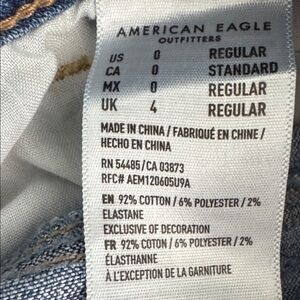 AMERICAN EAGLE
OUTFITTERS
US 0 REGULAR
CA 0 STANDARD
MX 0 REGULAR
UK 4 REGULAR
MADE IN CHINA / FABRIQUÉ EN CHINE /
HECHO EN CHINA
RN 54485/CA 03873
RFC# AEM120605U9A
EN 92% COTTON / 6% POLYESTER / 2%
ELASTANE
EXCLUSIVE OF DECORATION
FR 92% COTON / 6% POLYESTER / 2%
ÉLASTHANNE
À L'EXCEPTION DE LA GARNITURE